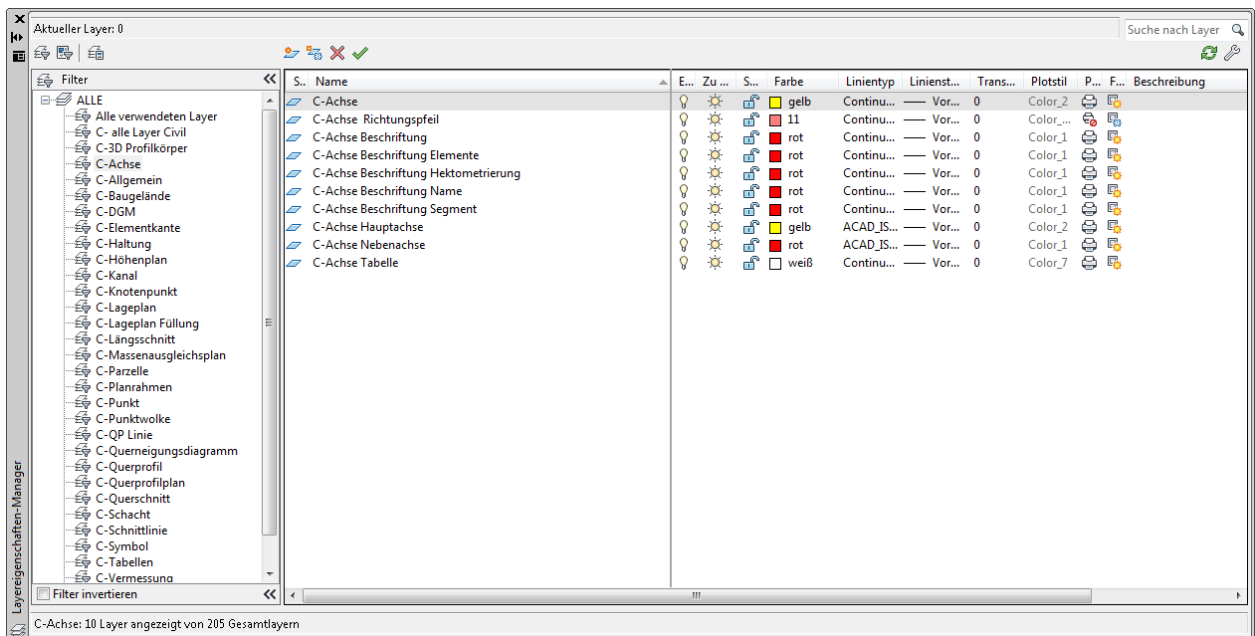 Aktueller Layer: 0
Suche nach Layer
Filter
S.. Name E... Zu ... S... Farbe Linientyp Linienst... Trans... Plotstil P... F... Beschreibung
ALLE
Alle verwendeten Layer
C- alle Layer Civil
C-3D Profilkörper
C-Achse
C-Allgemein
C-Baugelände
C-DGM
C-Elementkante
C-Haltung
C-Höhenplan
C-Kanal
C-Knotenpunkt
C-Lageplan
C-Lageplan Füllung
C-Längsschnitt
C-Massenausgleichsplan
C-Parzelle
C-Planrahmen
C-Punkt
C-Punktwolke
C-QP Linie
C-Querneigungsdiagramm
C-Querprofil
C-Querprofilplan
C-Querschnitt
C-Schacht
C-Schnittlinie
C-Symbol
C-Tabellen
C-Vermessung
C-Achse gelb Continu... Vor... 0 Color_2
C-Achse Richtungspfeil 11 Continu... Vor... 0 Color_...
C-Achse Beschriftung rot Continu... Vor... 0 Color_1
C-Achse Beschriftung Elemente rot Continu... Vor... 0 Color_1
C-Achse Beschriftung Hektometrierung rot Continu... Vor... 0 Color_1
C-Achse Beschriftung Name rot Continu... Vor... 0 Color_1
C-Achse Beschriftung Segment rot Continu... Vor... 0 Color_1
C-Achse Hauptachse gelb ACAD_IS... Vor... 0 Color_2
C-Achse Nebenachse rot ACAD_IS... Vor... 0 Color_1
C-Achse Tabelle weiß Continu... Vor... 0 Color_7
Filter invertieren
Layereigenschaften-Manager
C-Achse: 10 Layer angezeigt von 205 Gesamtlayern